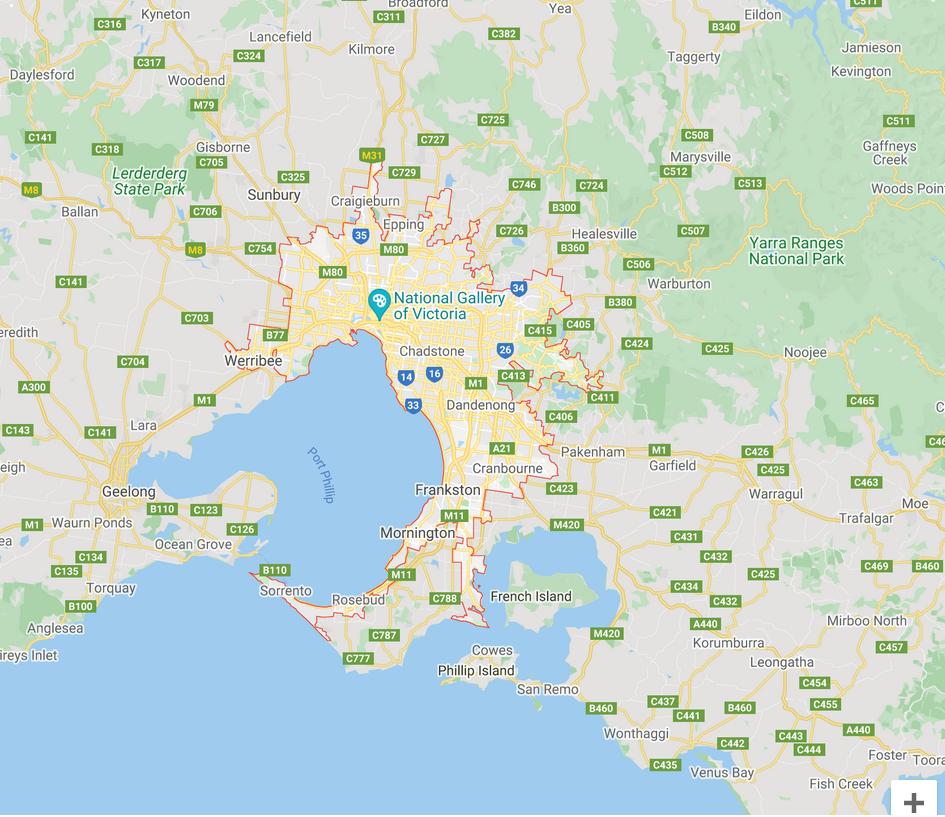 Broadford
C316
Kyneton
C311
Yea
Eildon
C511
B340
Lancefield
C382
Kilmore
C324
C317
Taggerty
Jamieson
Kevington
Daylesford
Woodend
M79
C725
C511
C141
C318
Gisborne
C705
C727
C508
Gaffneys
Creek
M31
Marysville
C512
Lerderderg
State Park
C325
C729
C746
C724
C513
M8
Sunbury
Craigieburn
Woods Point
Ballan
C706
B300
Epping
C726
Healesville
C507
35
M8
C754
M80
B360
Yarra Ranges
National Park
C506
M80
C141
34
Warburton
National Gallery
of Victoria
B380
C703
C415
C405
B77
C424
C425
Noojee
Chadstone
26
Werribee
C704
14
16
M1
C413
A300
C411
M1
33
Dandenong
C406
C465
Lara
C143
C141
A21
Pakenham
M1
C426
Port Phillip
Cranbourne
Garfield
C425
C463
Geelong
Frankston
C423
Warragul
Moe
B110
C123
M11
C421
Trafalgar
M1
Waurn Ponds
C126
Mornington
M420
C431
Ocean Grove
C134
C432
C135
B110
M11
C425
C469
B460
Torquay
Sorrento
Rosebud
C788
French Island
C434
C432
B100
A440
Mirboo North
Anglesea
C787
M420
Korumburra
C457
Cowes
C777
Leongatha
Phillip Island
C454
San Remo
C437
C455
B460
C441
B460
Wonthaggi
C442
C443
A440
C444
C435
Foster
Venus Bay
Fish Creek